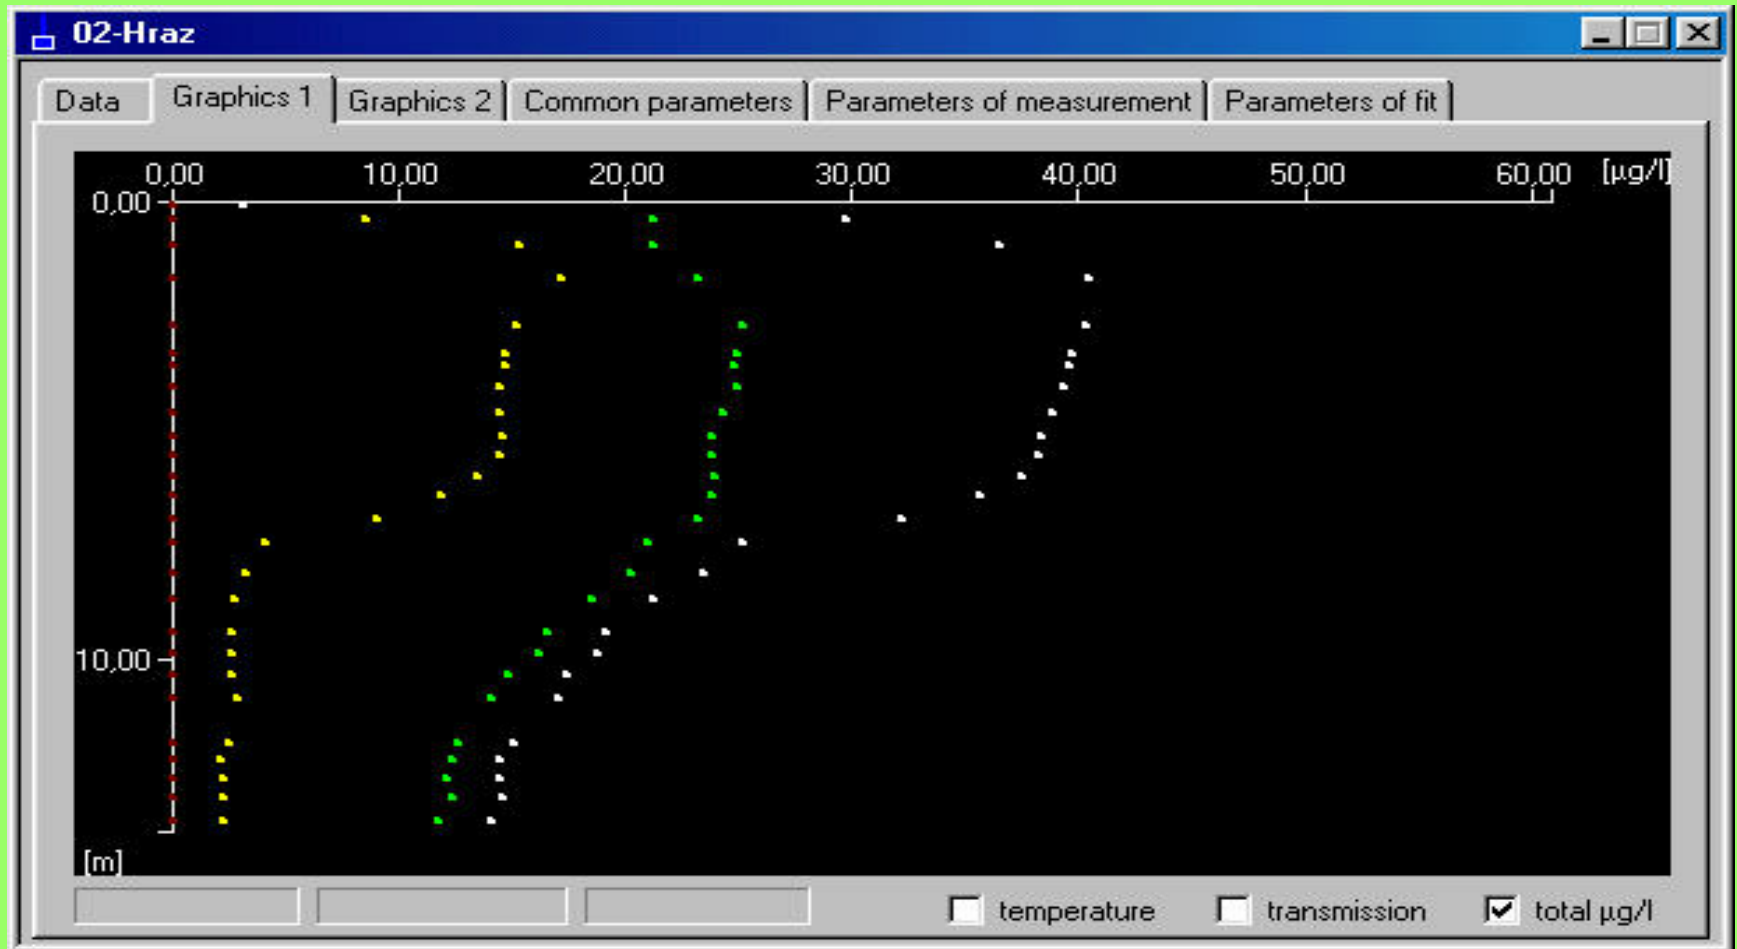 02-Hraz
Data Graphics 1 Graphics 2 Common parameters Parameters of measurement Parameters of fit
0,00 10,00 20,00 30,00 40,00 50,00 60,00 [µg/l]
0,00
10,00
[m]
temperature transmission total µg/l